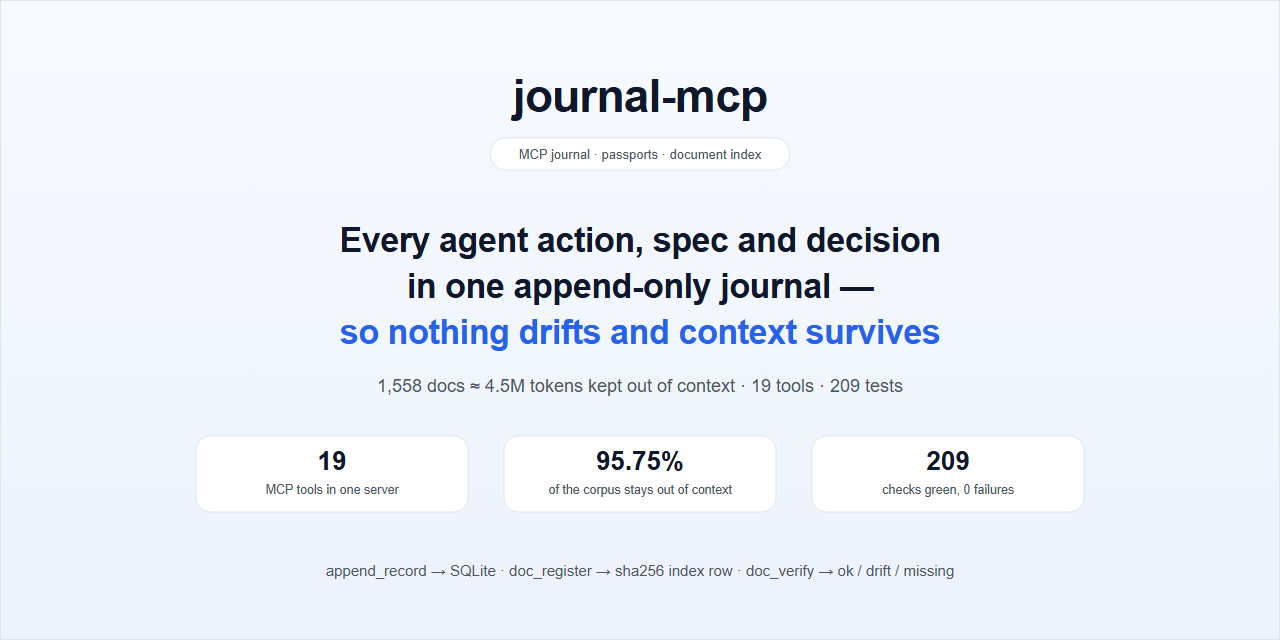 journal-mcp
MCP journal · passports · document index
Every agent action, spec and decision
in one append-only journal —
so nothing drifts and context survives
1,558 docs ≈ 4.5M tokens kept out of context · 19 tools · 209 tests
19
MCP tools in one server
95.75%
of the corpus stays out of context
209
checks green, 0 failures
append_record → SQLite · doc_register → sha256 index row · doc_verify → ok / drift / missing